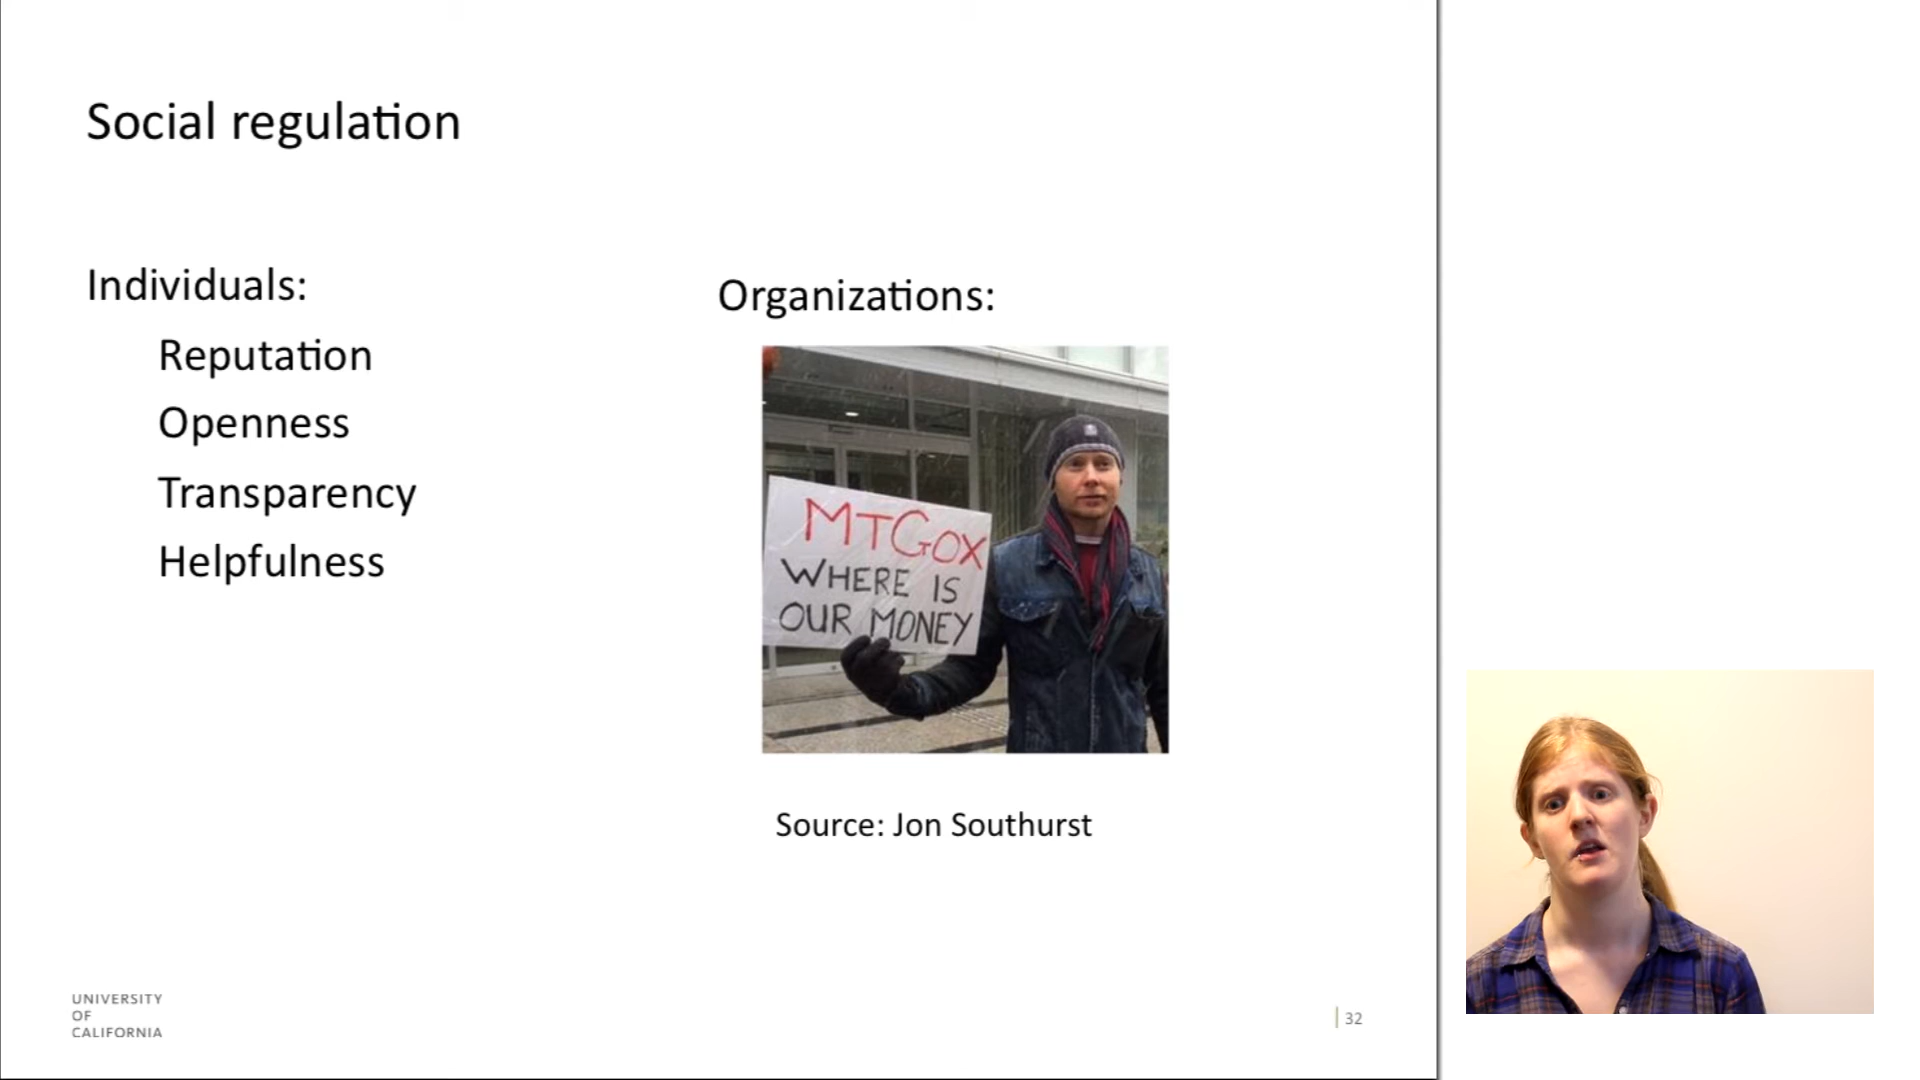 Social regulation
Individuals:
Reputation
Openness
Transparency
Helpfulness
Organizations:
MTGOX
WHERE IS
OUR MONEY
Source: Jon Southurst
UNIVERSITY
OF
CALIFORNIA
32